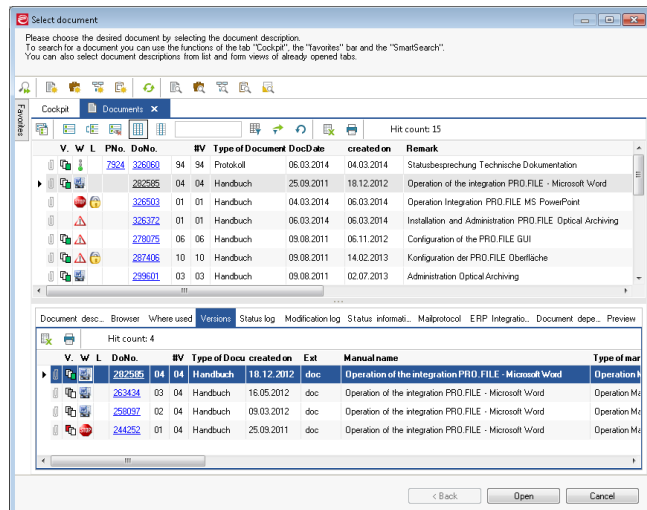 Select document
Please choose the desired document by selecting the document description.
To search for a document you can use the functions of the tab "Cockpit", the "favorites" bar and the "SmartSearch".
You can also select document descriptions from list and form views of already opened tabs.
Favorites
Cockpit Documents
Hit count: 15
V. W L PNo. DoNo. #V Type of Document DocDate created on Remark
7924 326060 94 94 Protokoll 06.03.2014 04.03.2014 Statusbesprechung Technische Dokumentation
282585 04 04 Handbuch 25.09.2011 18.12.2012 Operation of the integration PRO.FILE - Microsoft Word
STOP 326503 01 01 Handbuch 04.03.2014 06.03.2014 Operation Integration PRO.FILE MS PowerPoint
326372 01 01 Handbuch 06.03.2014 06.03.2014 Installation and Administration PRO.FILE Optical Archiving
278075 06 06 Handbuch 09.08.2011 06.11.2012 Configuration of the PRO.FILE GUI
287406 10 10 Handbuch 09.08.2011 14.02.2013 Konfiguration der PRO.FILE Oberfläche
299601 03 03 Handbuch 09.08.2011 02.07.2013 Administration Optical Archiving
Document desc... Browser Where used Versions Status log Modification log Status informati... Mailprotocol ERP Integratio... Document depe... Preview
Hit count: 4
V. W L DoNo. #V Type of Docu created on Ext Manual name Type of mar
282585 04 04 Handbuch 18.12.2012 doc Operation of the integration PRO.FILE - Microsoft Word Operation M
263434 03 04 Handbuch 16.05.2012 doc Operation of the integration PRO.FILE - Microsoft Word Operation Ma
258097 02 04 Handbuch 09.03.2012 doc Operation of the integration PRO.FILE - Microsoft Word Operation Ma
STOP 244252 01 04 Handbuch 25.09.2011 doc Operation of the integration PRO.FILE - Microsoft Word Operation Ma
< Back Open Cancel